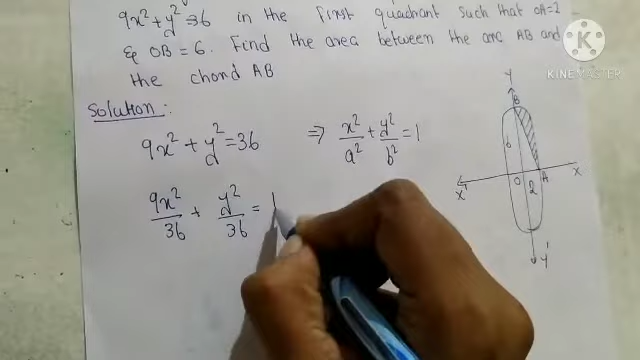 9x² + y² = 36 in the first quadrant such that OA=2
& OB = 6. Find the area between the arc AB and
the chord AB
KINEMASTER
Solution :
9x² + y² = 36 ⇒ x²/a² + y²/b² = 1
9x²/36 + y²/36 = 1
Y
B
6
O
2
A
X
X'
Y'